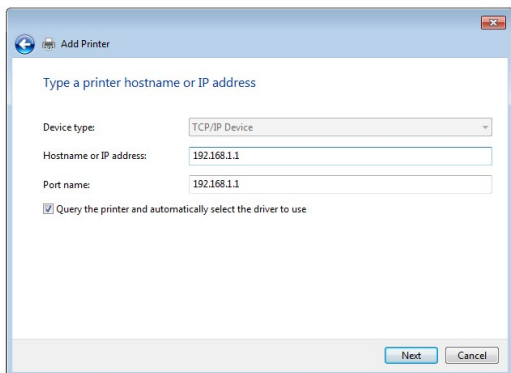 Add Printer
Type a printer hostname or IP address
Device type: TCP/IP Device
Hostname or IP address: 192.168.1.1
Port name: 192.168.1.1
Query the printer and automatically select the driver to use
Next Cancel